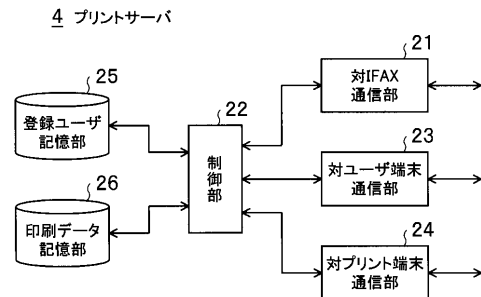 4 プリントサーバ
25
登録ユーザ
記憶部
26
印刷データ
記憶部
22
制御部
21
対IFAX
通信部
23
対ユーザ端末
通信部
24
対プリント端末
通信部